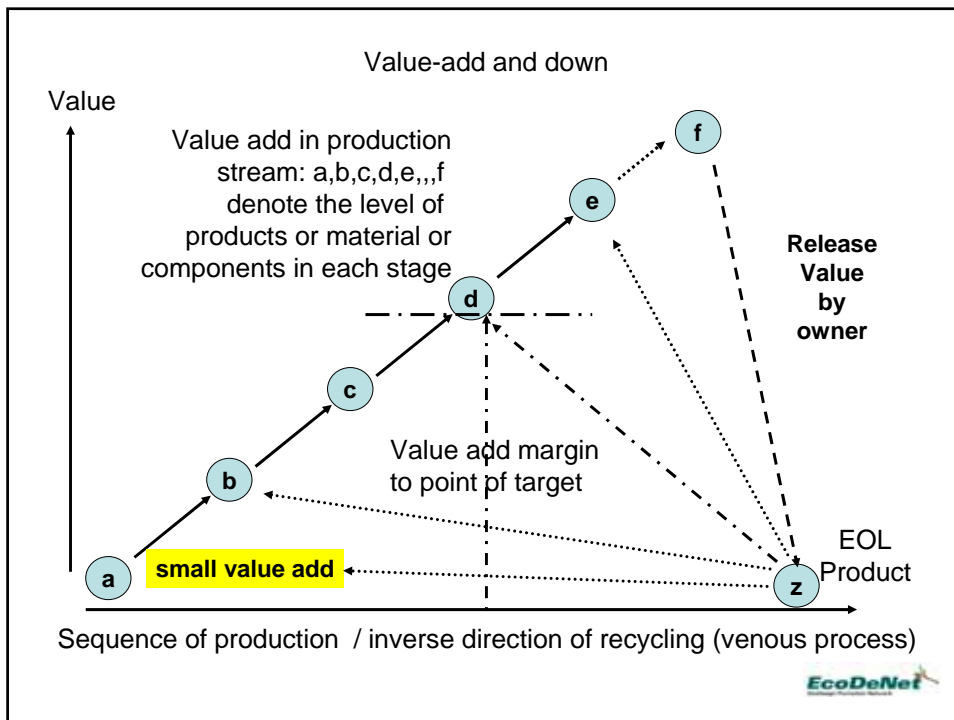 Value-add and down
Value
Value add in production
stream: a,b,c,d,e,,,f
denote the level of
products or material or
components in each stage
f
e
Release
Value
by
owner
d
c
Value add margin
to point of target
b
EOL
Product
a
small value add
z
Sequence of production / inverse direction of recycling (venous process)
EcoDeNet